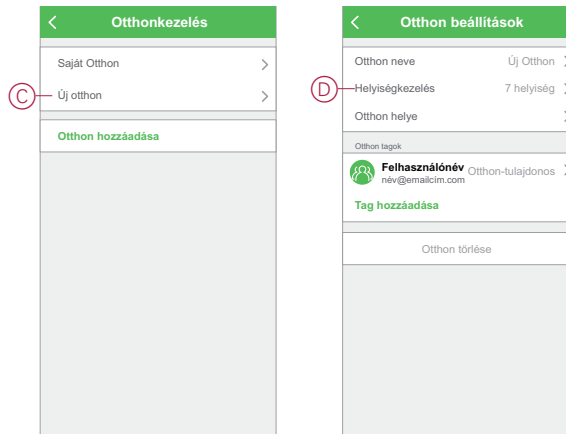 Otthonkezelés
Saját Otthon
C
Új otthon
Otthon hozzáadása
Otthon beállítások
Otthon neve Új Otthon
D
Helyiségkezelés 7 helyiség
Otthon helye
Otthon tagok
Felhasználónév Otthon-tulajdonos
név@emailcím.com
Tag hozzáadása
Otthon törlése